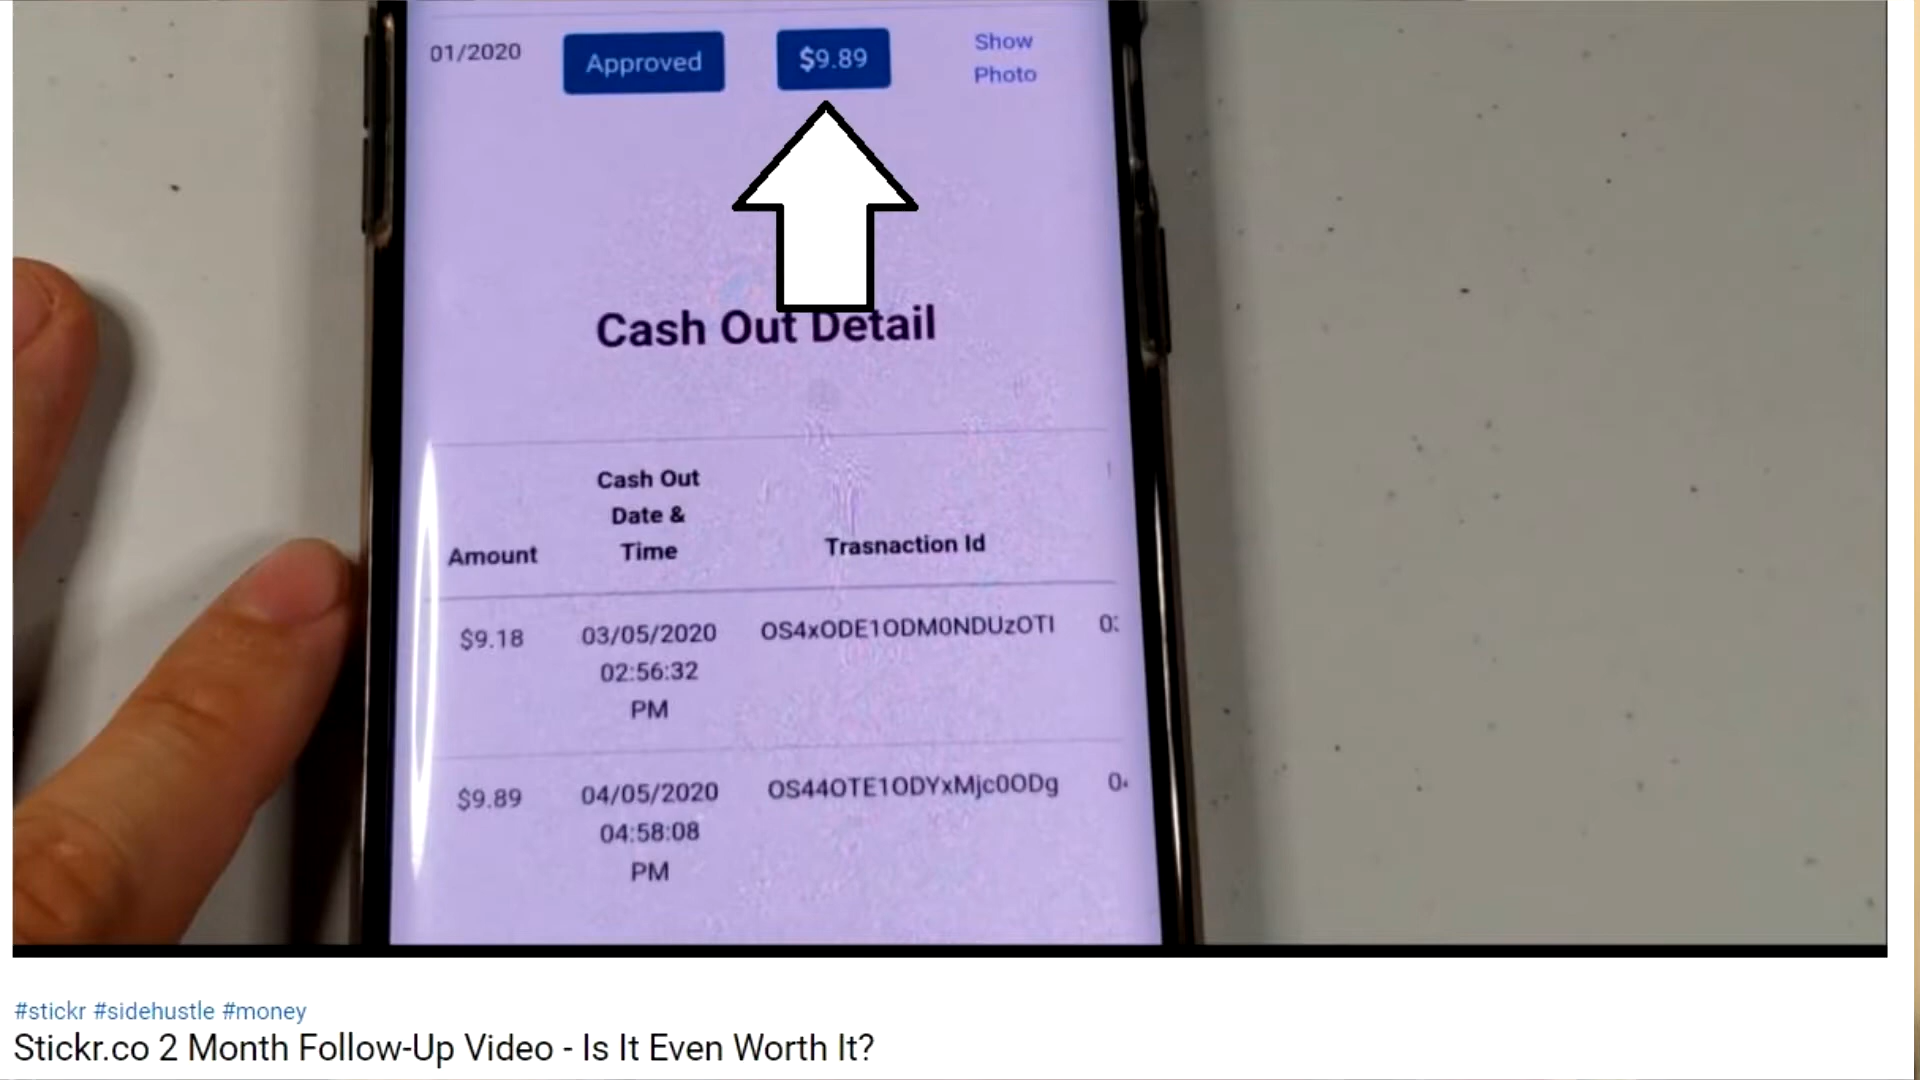 01/2020 Approved $9.89 Show
Photo
Cash Out Detail
Cash Out
Date &
Amount Time Trasnaction Id
$9.18 03/05/2020 OS4xODE1ODM0NDUzOTI
02:56:32
PM
$9.89 04/05/2020 OS44OTE1ODYxMjc0ODg
04:58:08
PM
#stickr #sidehustle #money
Stickr.co 2 Month Follow-Up Video - Is It Even Worth It?